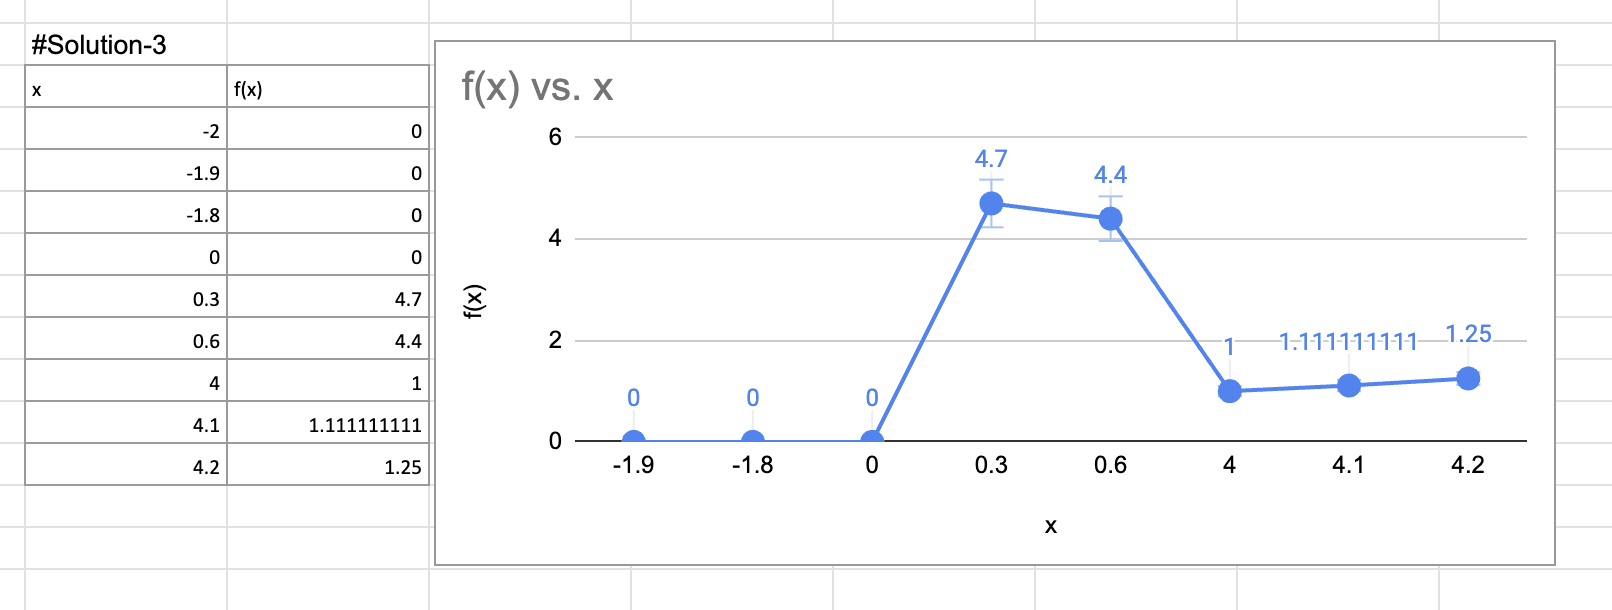 #Solution-3
x f(x)
-2 0
-1.9 0
-1.8 0
0 0
0.3 4.7
0.6 4.4
4 1
4.1 1.111111111
4.2 1.25
f(x) vs. x
6
4
2
0
f(x)
0 0 0 4.7 4.4 1 1.111111111 1.25
-1.9 -1.8 0 0.3 0.6 4 4.1 4.2
x